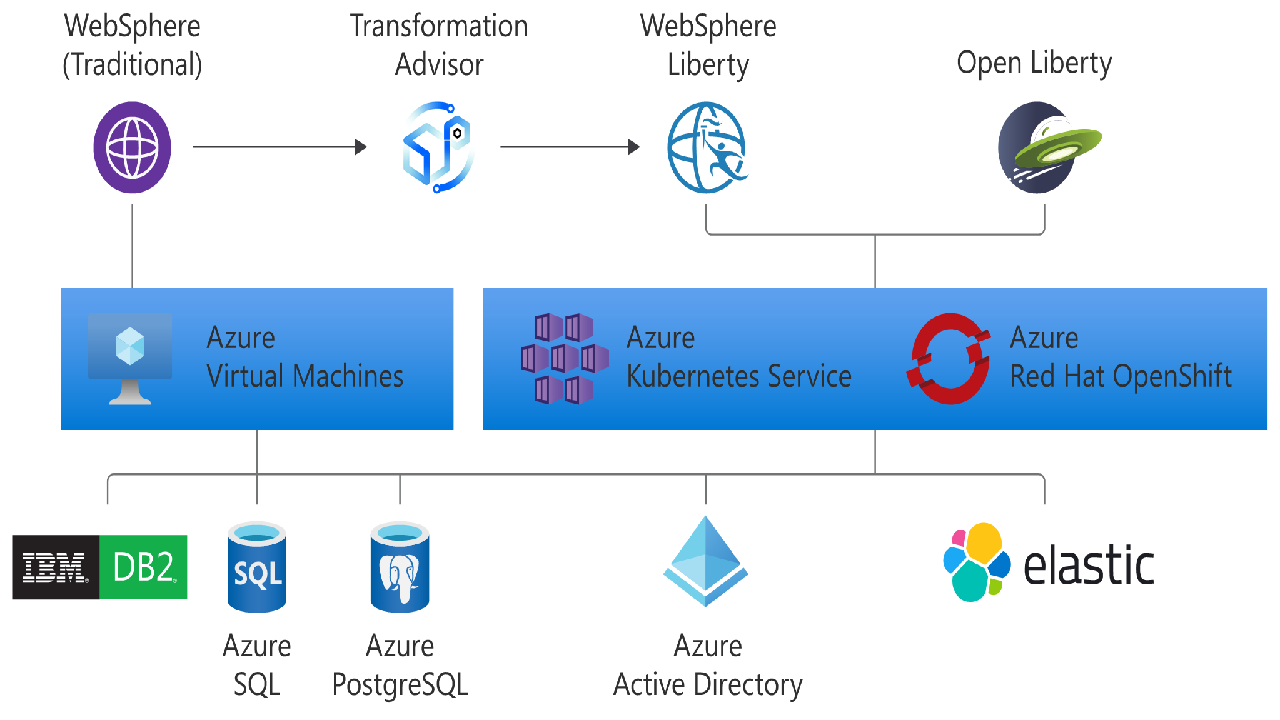 WebSphere
(Traditional)
Transformation
Advisor
WebSphere
Liberty
Open Liberty
Azure
Virtual Machines
Azure
Kubernetes Service
Azure
Red Hat OpenShift
IBM® DB2®
SQL
elastic
Azure
SQL
Azure
PostgreSQL
Azure
Active Directory